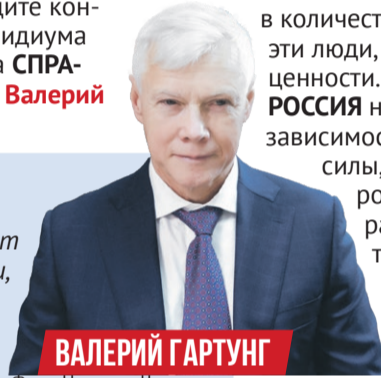 дите кон-
идиума
а СПРА-
Валерий
т
и,
в количест
эти люди,
ценности.
РОССИЯ н
зависимос
силы,
ро
ра
т
ВАЛЕРИЙ ГАРТУНГ